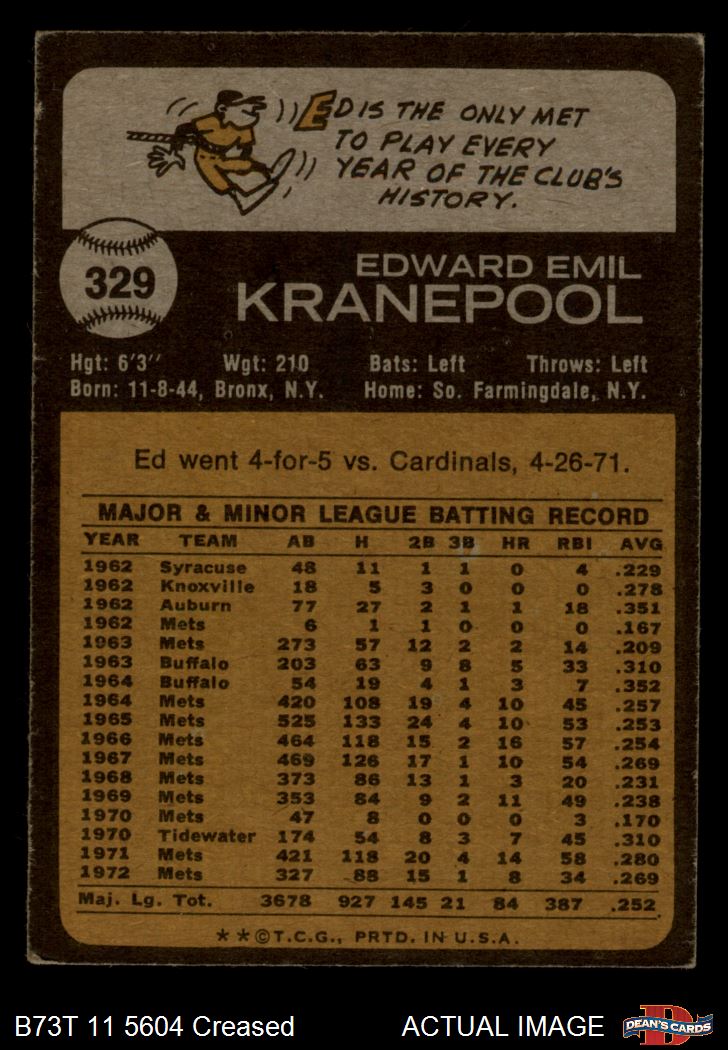 ED IS THE ONLY MET
TO PLAY EVERY
YEAR OF THE CLUB'S
HISTORY.
329
EDWARD EMIL
KRANEPOOL
Hgt: 6'3'' Wgt: 210 Bats: Left Throws: Left
Born: 11-8-44, Bronx, N.Y. Home: So. Farmingdale, N.Y.
Ed went 4-for-5 vs. Cardinals, 4-26-71.
MAJOR & MINOR LEAGUE BATTING RECORD
YEAR TEAM AB H 2B 3B HR RBI AVG
1962 Syracuse 48 11 1 1 0 4 .229
1962 Knoxville 18 5 3 0 0 0 .278
1962 Auburn 77 27 2 1 1 18 .351
1962 Mets 6 1 1 0 0 0 .167
1963 Mets 273 57 12 2 2 14 .209
1963 Buffalo 203 63 9 8 5 33 .310
1964 Buffalo 54 19 4 1 3 7 .352
1964 Mets 420 108 19 4 10 45 .257
1965 Mets 525 133 24 4 10 53 .253
1966 Mets 464 118 15 2 16 57 .254
1967 Mets 469 126 17 1 10 54 .269
1968 Mets 373 86 13 1 3 20 .231
1969 Mets 353 84 9 2 11 49 .238
1970 Mets 47 8 0 0 0 3 .170
1970 Tidewater 174 54 8 3 7 45 .310
1971 Mets 421 118 20 4 14 58 .280
1972 Mets 327 88 15 1 8 34 .269
Maj. Lg. Tot. 3678 927 145 21 84 387 .252
**©T.C.G., PRTD. IN U.S.A.
B73T 11 5604 Creased ACTUAL IMAGE
D
DEAN'S CARDS